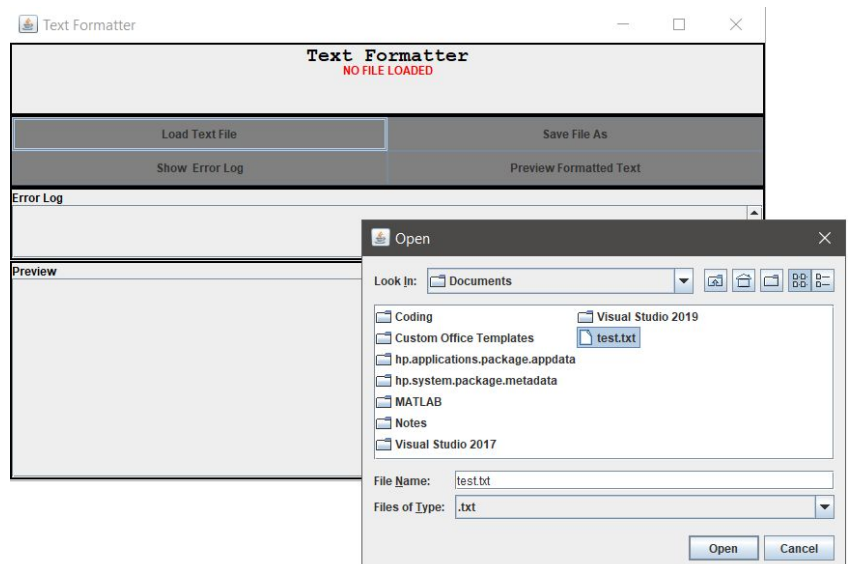 Text Formatter
Text Formatter
NO FILE LOADED
Load Text File
Save File As
Show Error Log
Preview Formatted Text
Error Log
Preview
Open
Look In:
Documents
Coding
Visual Studio 2019
Custom Office Templates
test.txt
hp.applications.package.appdata
hp.system.package.metadata
MATLAB
Notes
Visual Studio 2017
File Name:
test.txt
Files of Type:
.txt
Open
Cancel